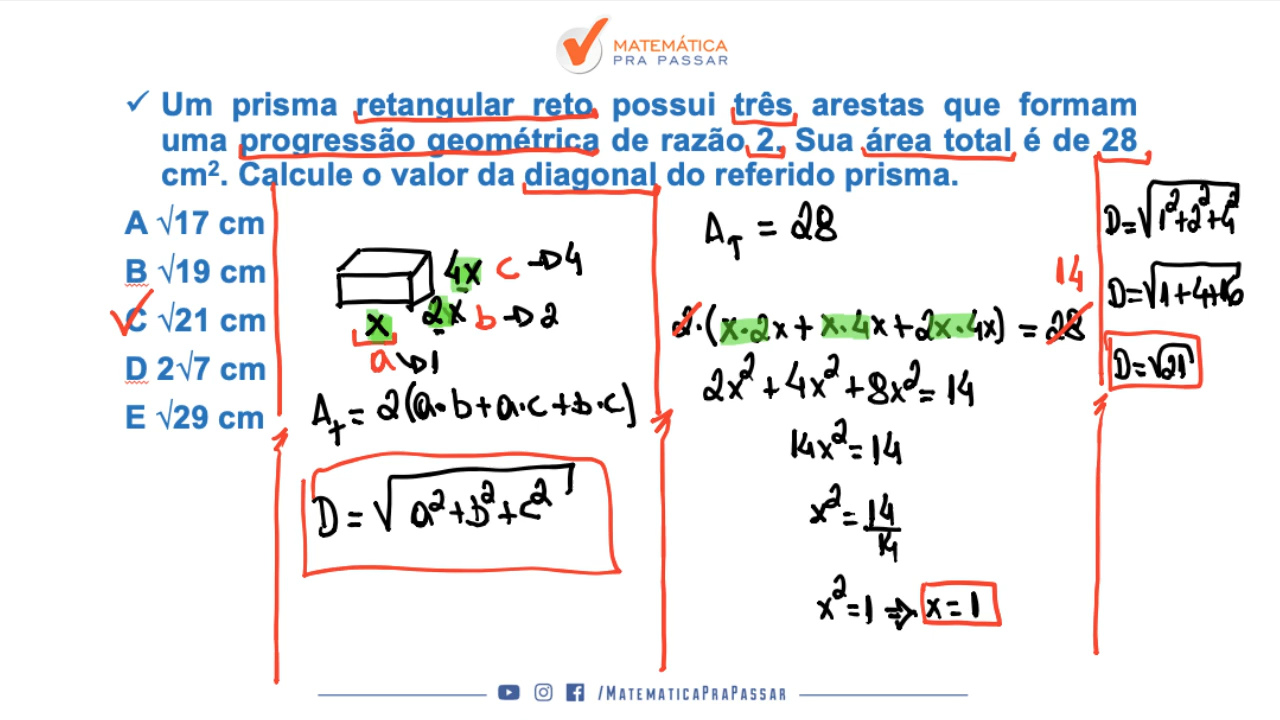 MATEMÁTICA
PRA PASSAR
✓ Um prisma retangular reto possui três arestas que formam
uma progressão geométrica de razão 2. Sua área total é de 28
cm². Calcule o valor da diagonal do referido prisma.
A √17 cm
B √19 cm
C √21 cm
D 2√7 cm
E √29 cm
4x c → 4
2x b → 2
x
a → 1
A_T = 2(a·b+a·c+b·c)
D = √a²+b²+c²
A_T = 28
14
2·(x·2x+x·4x+2x·4x) = 28
2x²+4x²+8x²=14
14x²=14
x²=14/14
x²=1 ⇒ x=1
D=√1²+2²+4²
D=√1+4+16
D=√21
/MatematicaPraPassar